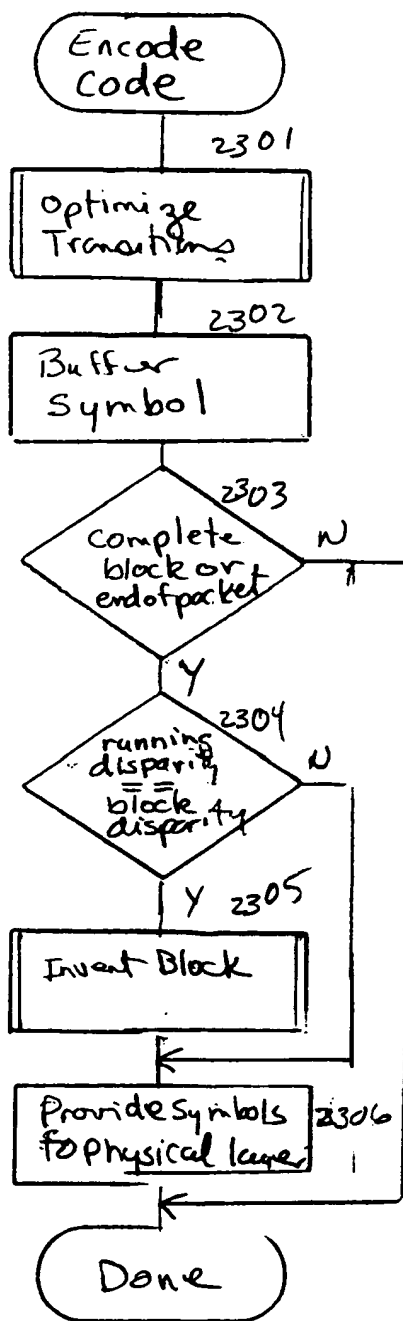 Encode
Code
2301
Optimize
Transitions
2302
Buffer
Symbol
2303
complete
block or
end of packet
N
Y
2304
running
disparity
==
block
disparity
N
Y
2305
Invert Block
Provide symbols
to physical layer
2306
Done